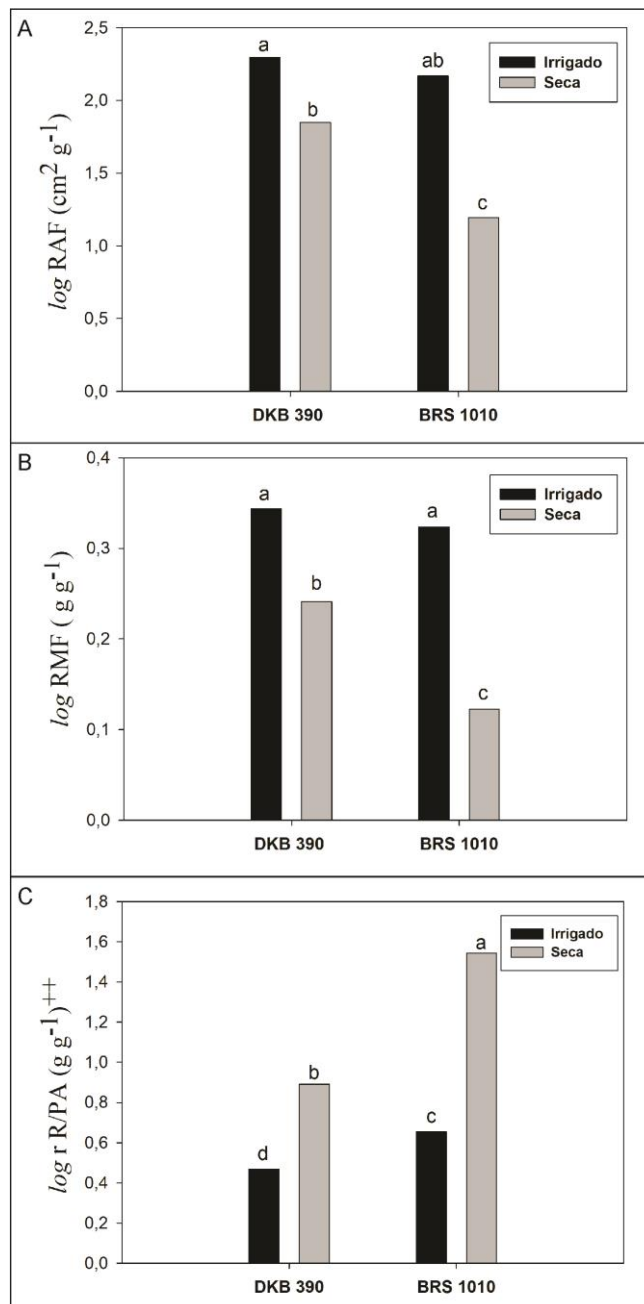 A
log RAF (cm² g⁻¹)
2,5
2,0
1,5
1,0
0,5
0,0
a
b
ab
c
Irrigado
Seca
DKB 390
BRS 1010
B
log RMF ( g g⁻¹)
0,4
0,3
0,2
0,1
0,0
a
b
a
c
Irrigado
Seca
DKB 390
BRS 1010
C
log r R/PA (g g⁻¹)⁺⁺
1,8
1,6
1,4
1,2
1,0
0,8
0,6
0,4
0,2
0,0
d
b
c
a
Irrigado
Seca
DKB 390
BRS 1010